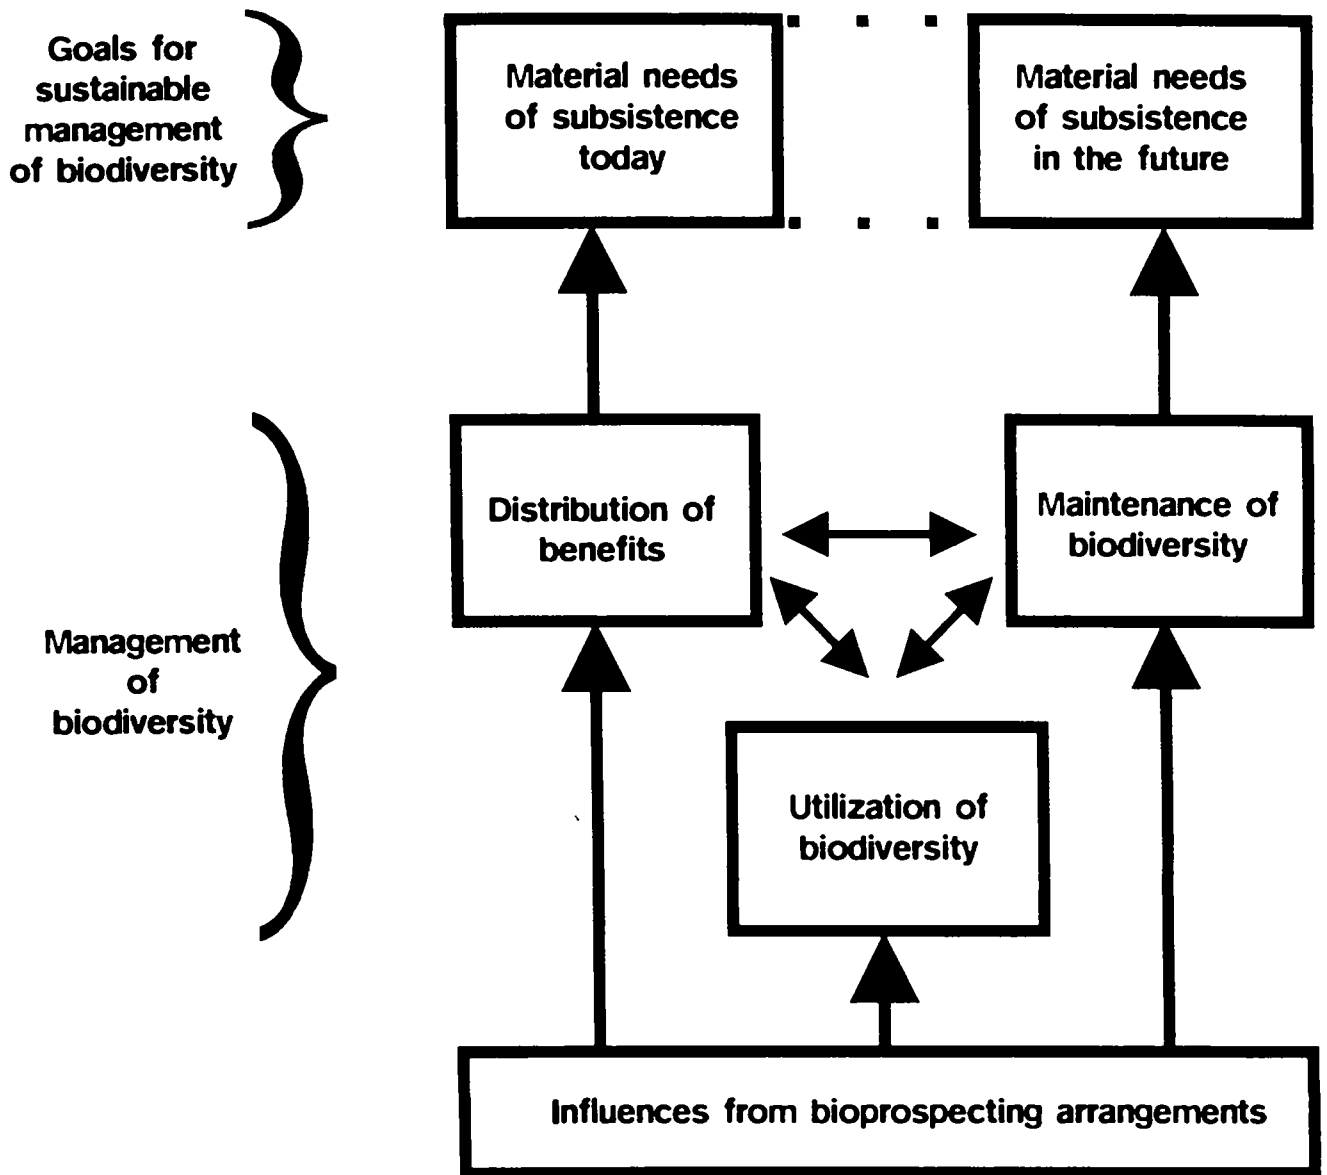 Goals for
sustainable
management
of biodiversity
Material needs
of subsistence
today
Material needs
of subsistence
in the future
Management
of
biodiversity
Distribution of
benefits
Maintenance of
biodiversity
Utilization of
biodiversity
Influences from bioprospecting arrangements